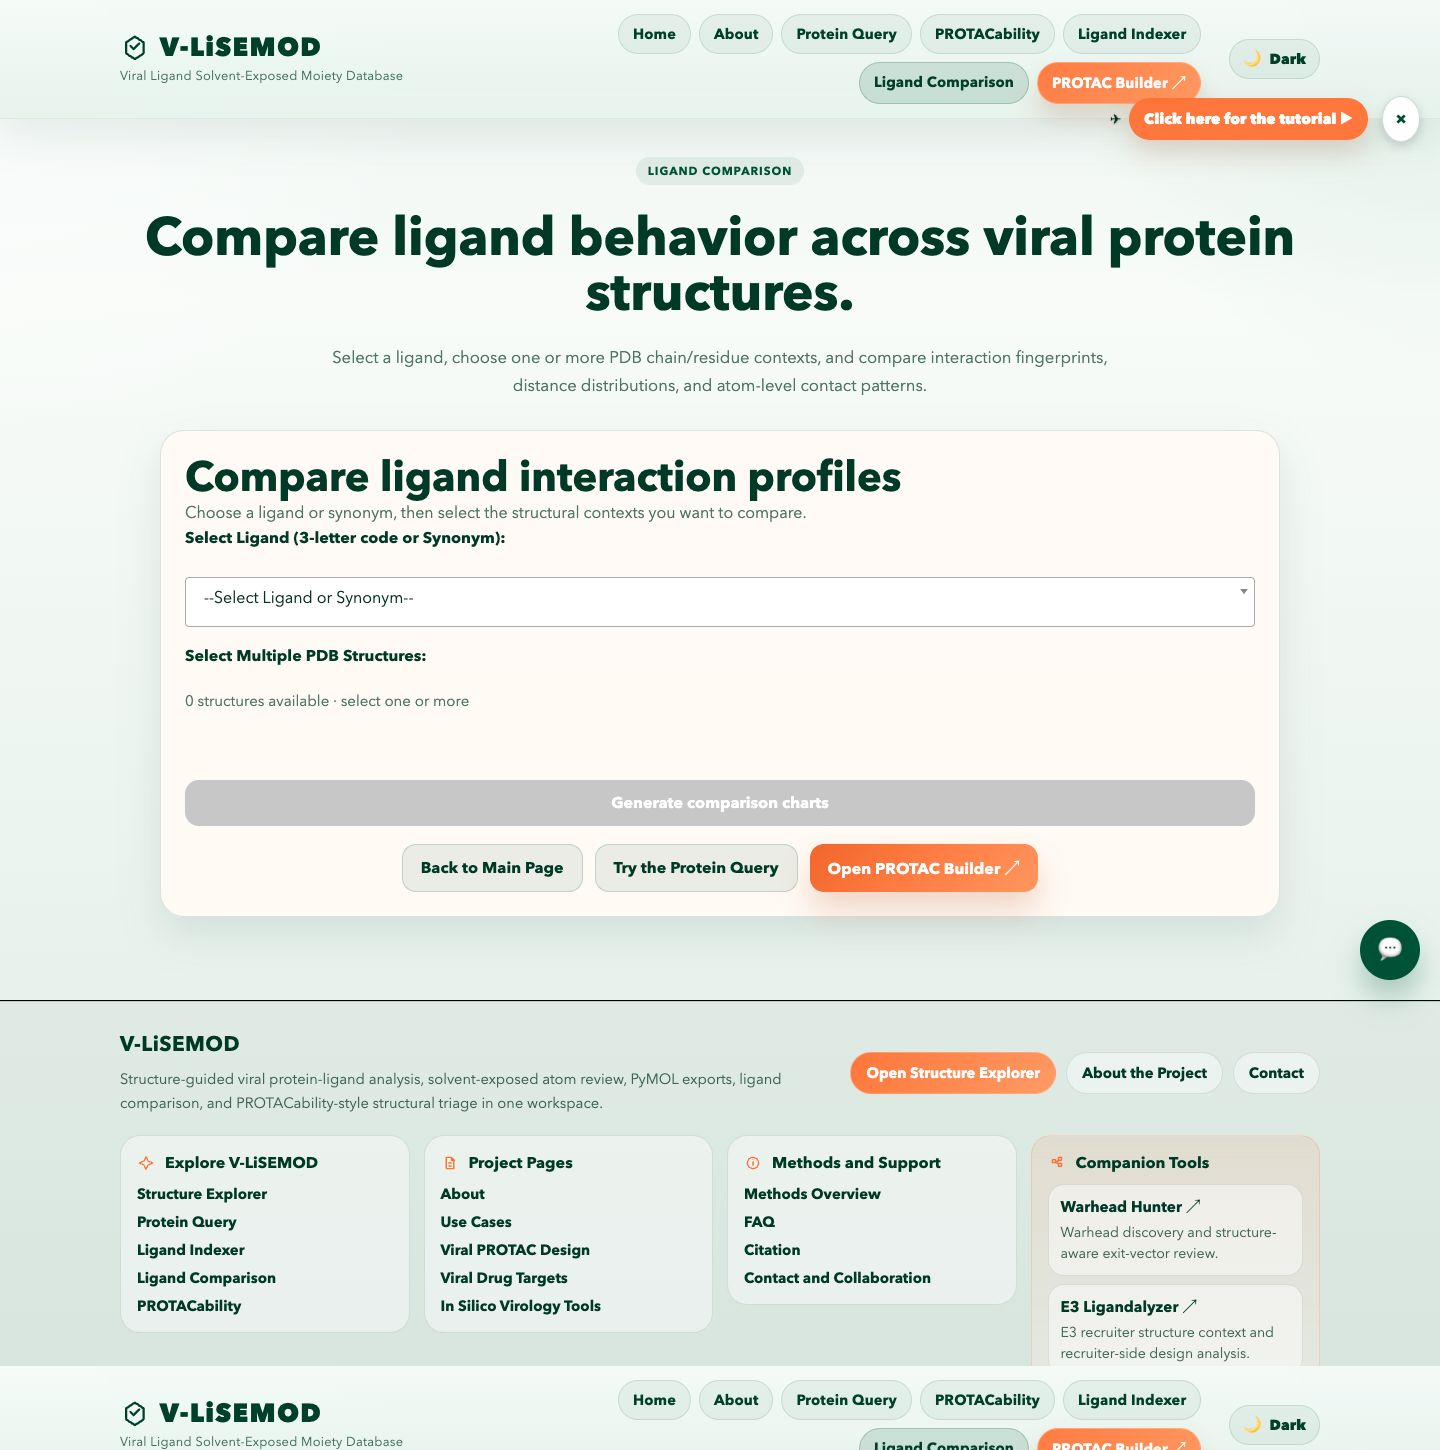 V-LiSEMOD
Viral Ligand Solvent-Exposed Moiety Database
Home
About
Protein Query
PROTACability
Ligand Indexer
Ligand Comparison
PROTAC Builder ↗
🌙 Dark
✈ Click here for the tutorial ▶
✖
LIGAND COMPARISON
Compare ligand behavior across viral protein
structures.
Select a ligand, choose one or more PDB chain/residue contexts, and compare interaction fingerprints,
distance distributions, and atom-level contact patterns.
Compare ligand interaction profiles
Choose a ligand or synonym, then select the structural contexts you want to compare.
Select Ligand (3-letter code or Synonym):
--Select Ligand or Synonym--
Select Multiple PDB Structures:
0 structures available · select one or more
Generate comparison charts
Back to Main Page
Try the Protein Query
Open PROTAC Builder ↗
V-LiSEMOD
Structure-guided viral protein-ligand analysis, solvent-exposed atom review, PyMOL exports, ligand
comparison, and PROTACability-style structural triage in one workspace.
Open Structure Explorer
About the Project
Contact
Explore V-LiSEMOD
Structure Explorer
Protein Query
Ligand Indexer
Ligand Comparison
PROTACability
Project Pages
About
Use Cases
Viral PROTAC Design
Viral Drug Targets
In Silico Virology Tools
Methods and Support
Methods Overview
FAQ
Citation
Contact and Collaboration
Companion Tools
Warhead Hunter ↗
Warhead discovery and structure-
aware exit-vector review.
E3 Ligandalyzer ↗
E3 recruiter structure context and
recruiter-side design analysis.
V-LiSEMOD
Viral Ligand Solvent-Exposed Moiety Database
Home
About
Protein Query
PROTACability
Ligand Indexer
Ligand Comparison
PROTAC Builder ↗
🌙 Dark